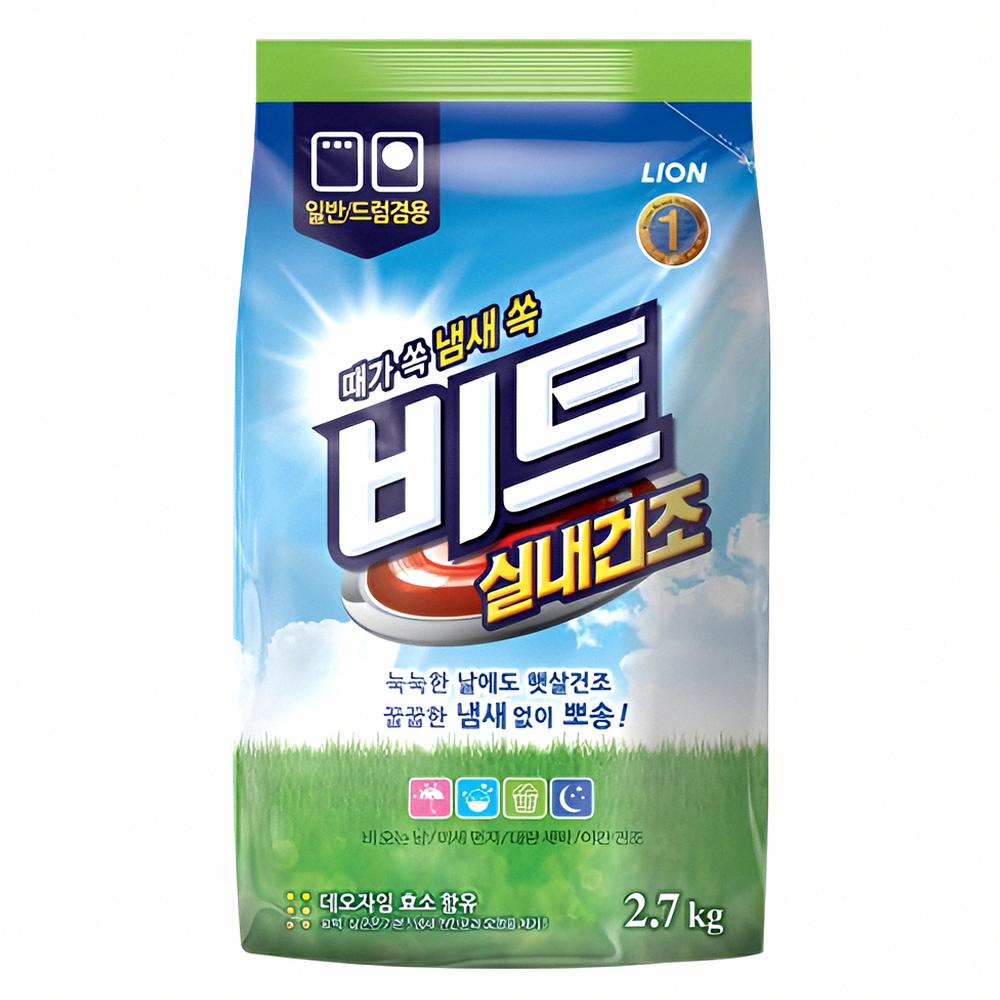 일반/드럼겸용
LION
1
때가 쏙 냄새 쏙
비트
실내건조
눅눅한 날에도 햇살건조
꿉꿉한 냄새 없이 뽀송!
데오자임 효소 함유
2.7 kg